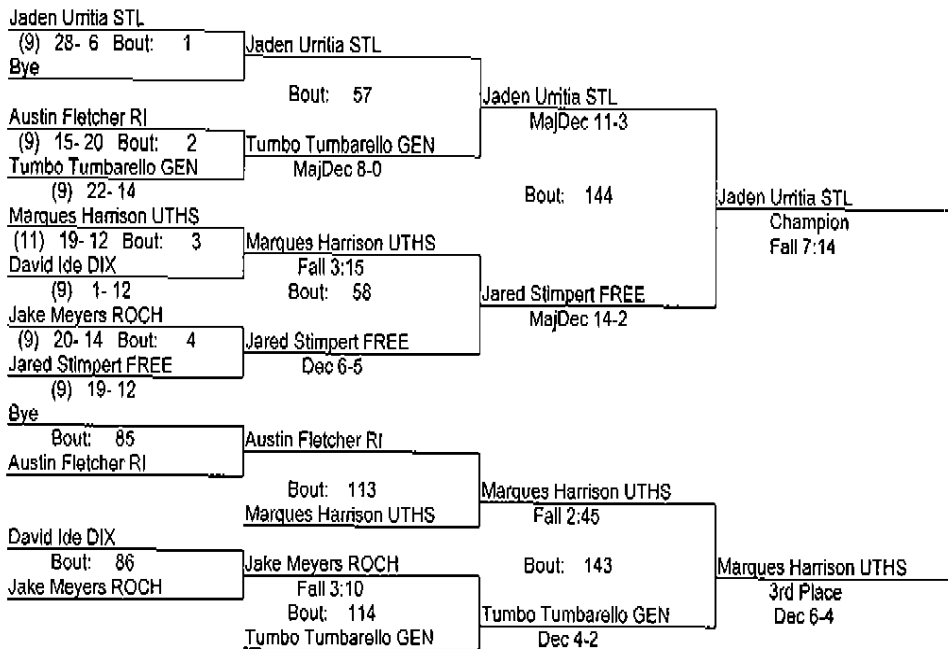 Jaden Urritia STL
(9) 28- 6 Bout: 1
Bye
Jaden Urritia STL
Bout: 57
Austin Fletcher RI
(9) 15- 20 Bout: 2
Tumbo Tumbarello GEN
(9) 22- 14
Tumbo Tumbarello GEN
MajDec 8-0
Jaden Urritia STL
MajDec 11-3
Marques Harrison UTHS
(11) 19- 12 Bout: 3
David Ide DIX
(9) 1- 12
Marques Harrison UTHS
Fall 3:15
Bout: 58
Jake Meyers ROCH
(9) 20- 14 Bout: 4
Jared Stimpert FREE
(9) 19- 12
Jared Stimpert FREE
Dec 6-5
Bout: 144
Jared Stimpert FREE
MajDec 14-2
Jaden Urritia STL
Champion
Fall 7:14
Bye
Bout: 85
Austin Fletcher RI
Austin Fletcher RI
Bout: 113
Marques Harrison UTHS
Marques Harrison UTHS
Fall 2:45
David Ide DIX
Bout: 86
Jake Meyers ROCH
Jake Meyers ROCH
Fall 3:10
Bout: 114
Tumbo Tumbarello GEN
Bout: 143
Tumbo Tumbarello GEN
Dec 4-2
Marques Harrison UTHS
3rd Place
Dec 6-4